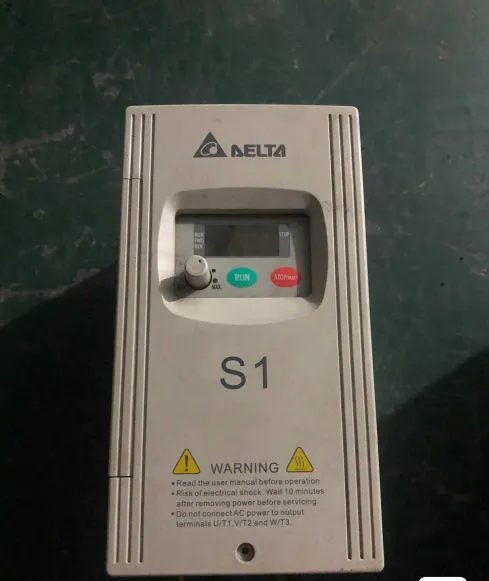 DELTA
RUN STOP
FWD
REV
MAX.
RUN STOP/reset
S1
WARNING
• Read the user manual before operation
• Risk of electrical shock. Wait 10 minutes
after removing power before servicing.
• Do not connect AC power to output
terminals U/T1,V/T2 and W/T3.